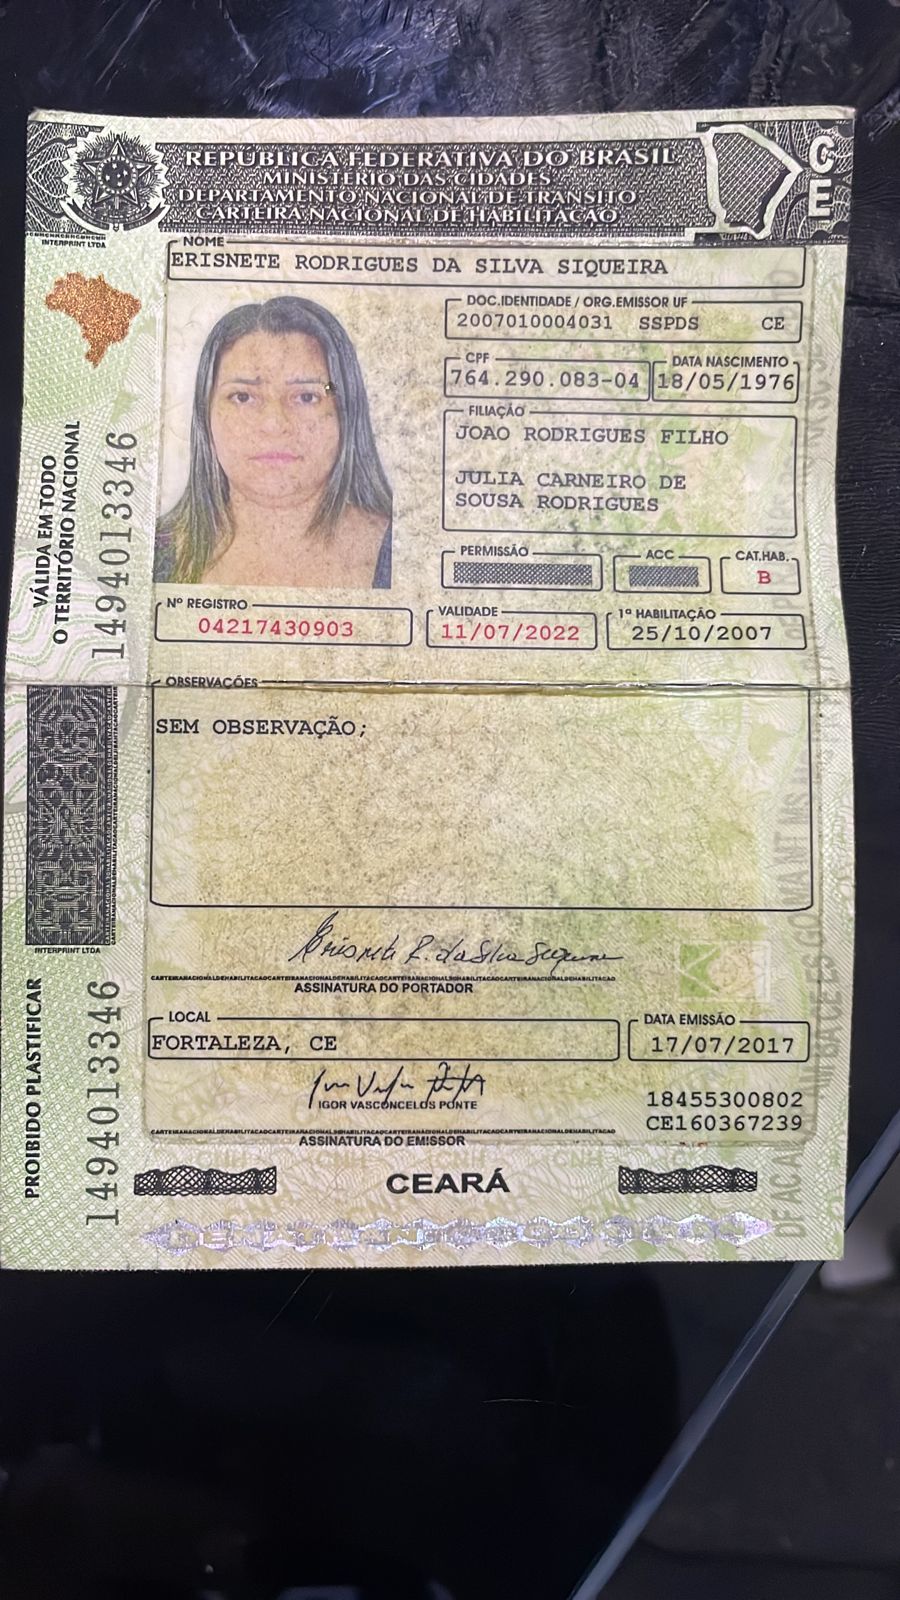 REPÚBLICA FEDERATIVA DO BRASIL
MINISTÉRIO DAS CIDADES
DEPARTAMENTO NACIONAL DE TRÂNSITO
CARTEIRA NACIONAL DE HABILITAÇÃO
CE
INTERPRINT LTDA
NOME
ERISNETE RODRIGUES DA SILVA SIQUEIRA
DOC.IDENTIDADE / ORG.EMISSOR UF
2007010004031 SSPDS CE
CPF
764.290.083-04
DATA NASCIMENTO
18/05/1976
FILIAÇÃO
JOAO RODRIGUES FILHO
JULIA CARNEIRO DE
SOUSA RODRIGUES
PERMISSÃO
ACC
CAT.HAB.
B
Nº REGISTRO
04217430903
VALIDADE
11/07/2022
1ª HABILITAÇÃO
25/10/2007
VÁLIDA EM TODO
O TERRITÓRIO NACIONAL
1494013346
OBSERVAÇÕES
SEM OBSERVAÇÃO;
INTERPRINT LTDA
Erisnete R. da Silva Siqueira
ASSINATURA DO PORTADOR
LOCAL
FORTALEZA, CE
DATA EMISSÃO
17/07/2017
IGOR VASCONCELOS PONTE
ASSINATURA DO EMISSOR
18455300802
CE160367239
PROIBIDO PLASTIFICAR
1494013346
CEARÁ